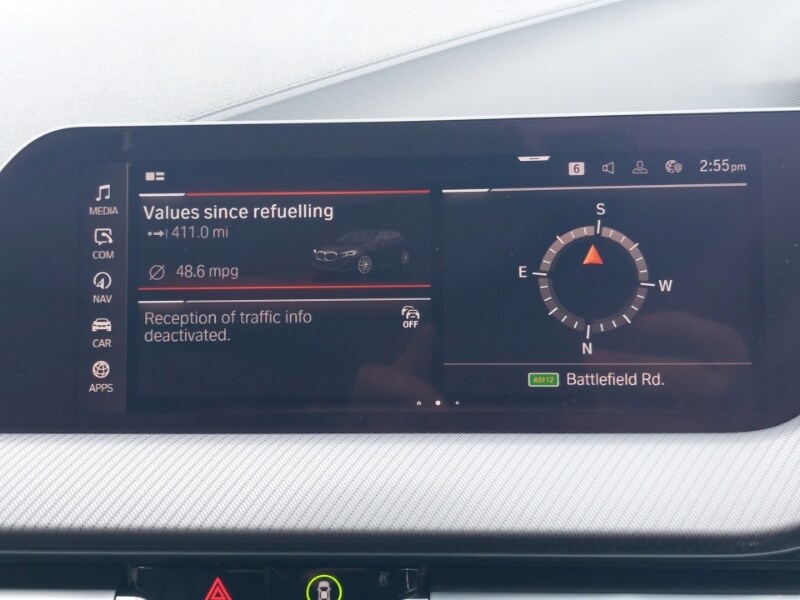 6
2:55pm
MEDIA
COM
NAV
CAR
APPS
Values since refuelling
411.0 mi
48.6 mpg
Reception of traffic info
deactivated.
OFF
S
E
W
N
A5112 Battlefield Rd.